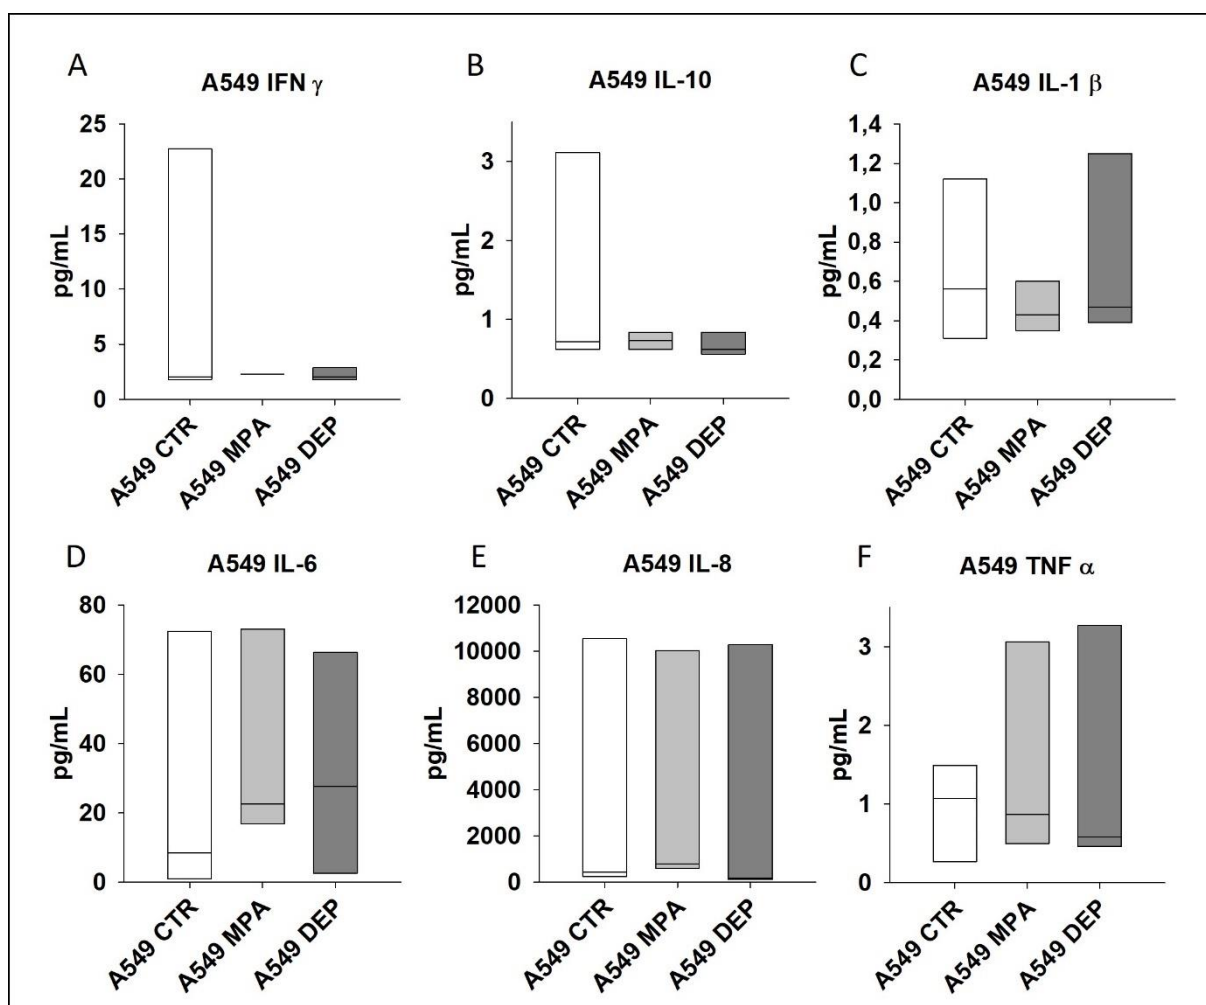 A
A549 IFN γ
25
20
15
10
5
0
pg/mL
A549 CTR
A549 MPA
A549 DEP
B
A549 IL-10
3
2
1
0
pg/mL
A549 CTR
A549 MPA
A549 DEP
C
A549 IL-1 β
1,4
1,2
1,0
0,8
0,6
0,4
0,2
0,0
pg/mL
A549 CTR
A549 MPA
A549 DEP
D
A549 IL-6
80
60
40
20
0
pg/mL
A549 CTR
A549 MPA
A549 DEP
E
A549 IL-8
12000
10000
8000
6000
4000
2000
0
pg/mL
A549 CTR
A549 MPA
A549 DEP
F
A549 TNF α
3
2
1
0
pg/mL
A549 CTR
A549 MPA
A549 DEP